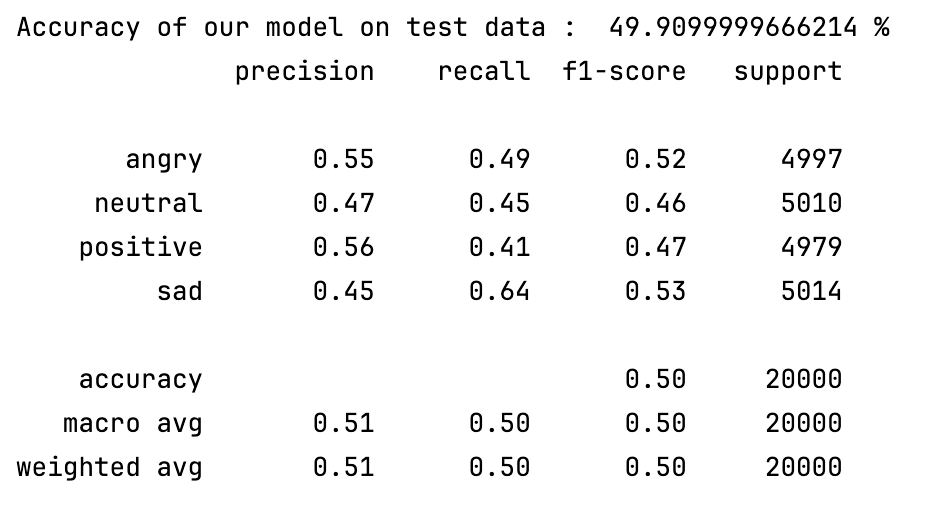 Accuracy of our model on test data :  49.9099999666214 %
              precision    recall  f1-score   support

       angry       0.55      0.49      0.52      4997
     neutral       0.47      0.45      0.46      5010
    positive       0.56      0.41      0.47      4979
         sad       0.45      0.64      0.53      5014

    accuracy                           0.50     20000
   macro avg       0.51      0.50      0.50     20000
weighted avg       0.51      0.50      0.50     20000